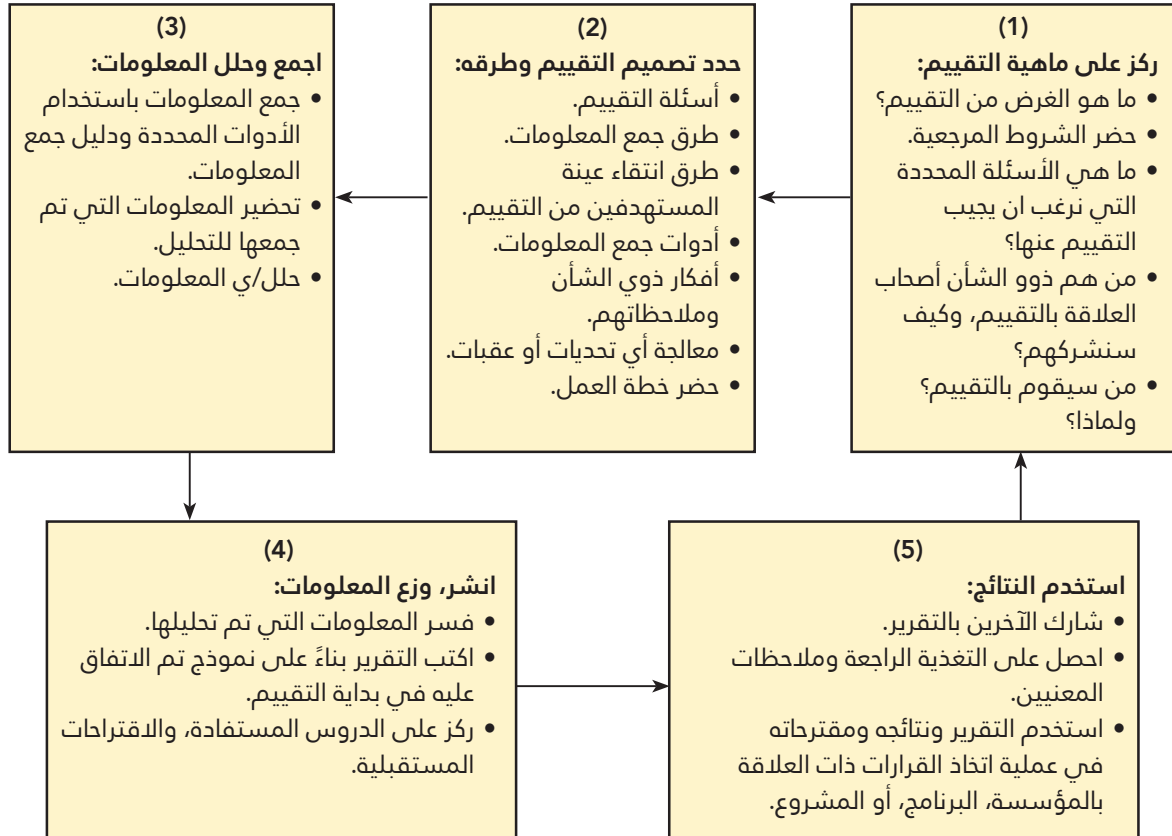 (1)
ركز على ماهية التقييم:
• ما هو الغرض من التقييم؟
• حضر الشروط المرجعية.
• ما هي الأسئلة المحددة
التي نرغب ان يجيب
التقييم عنها؟
• من هم ذوو الشأن أصحاب
العلاقة بالتقييم، وكيف
سنشركهم؟
• من سيقوم بالتقييم؟
ولماذا؟
(2)
حدد تصميم التقييم وطرقه:
• أسئلة التقييم.
• طرق جمع المعلومات.
• طرق انتقاء عينة
المستهدفين من التقييم.
• أدوات جمع المعلومات.
• أفكار ذوي الشأن
وملاحظاتهم.
• معالجة أي تحديات أو عقبات.
• حضر خطة العمل.
(3)
اجمع وحلل المعلومات:
• جمع المعلومات باستخدام
الأدوات المحددة ودليل جمع
المعلومات.
• تحضير المعلومات التي تم
جمعها للتحليل.
• حلل/ي المعلومات.
(4)
انشر، وزع المعلومات:
• فسر المعلومات التي تم تحليلها.
• اكتب التقرير بناءً على نموذج تم الاتفاق
عليه في بداية التقييم.
• ركز على الدروس المستفادة، والاقتراحات
المستقبلية.
(5)
استخدم النتائج:
• شارك الآخرين بالتقرير.
• احصل على التغذية الراجعة وملاحظات
المعنيين.
• استخدم التقرير ونتائجه ومقترحاته
في عملية اتخاذ القرارات ذات العلاقة
بالمؤسسة، البرنامج، أو المشروع.